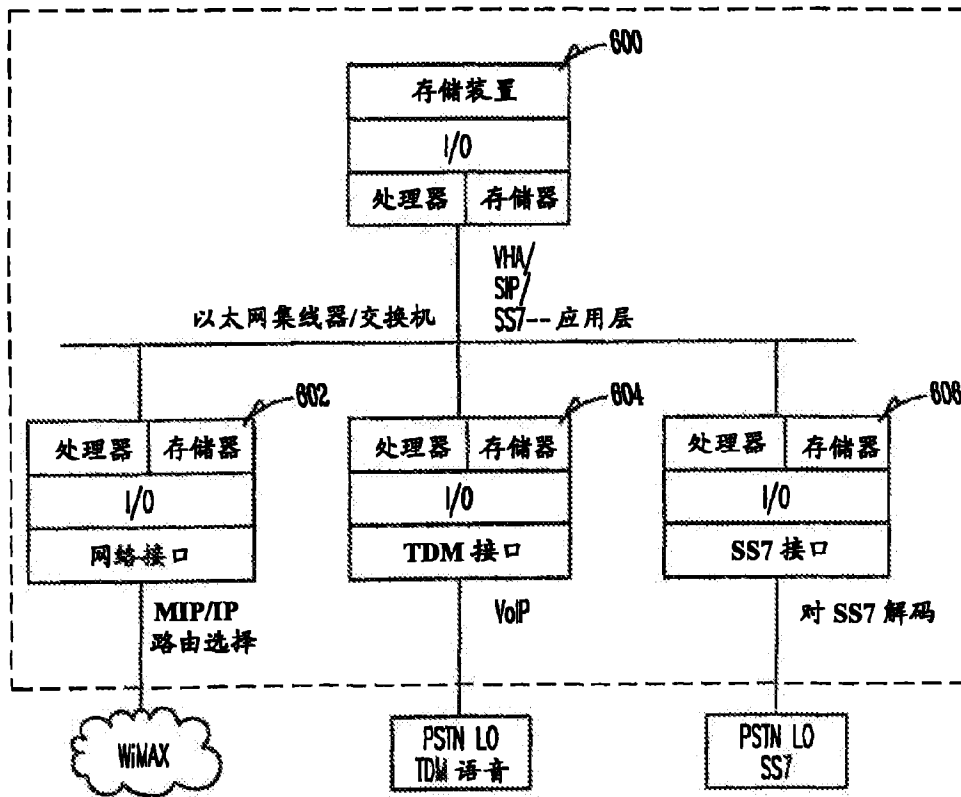 600
存储装置
I/O
处理器 存储器
VHA/
SIP/
以太网集线器/交换机 SS7--应用层
602 604 606
处理器 存储器 处理器 存储器 处理器 存储器
I/O I/O I/O
网络接口 TDM 接口 SS7 接口
MIP/IP VoIP 对 SS7 解码
路由选择
WiMAX PSTN LO PSTN LO
TDM 语音 SS7